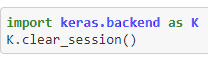 import keras.backend as K
K.clear_session()